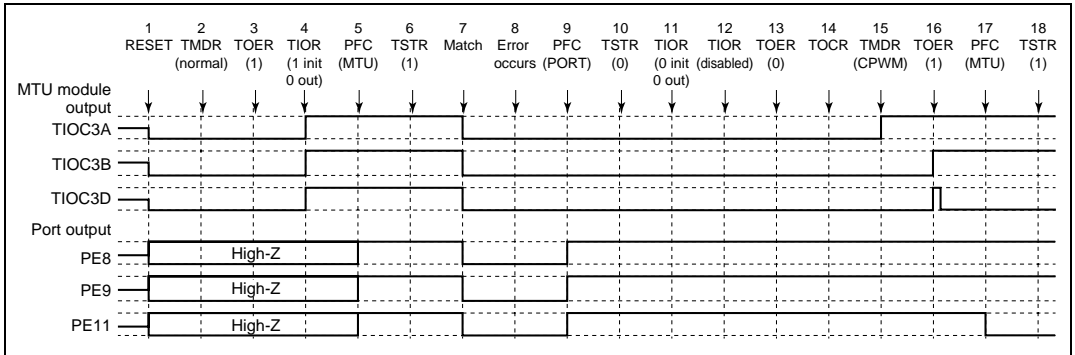 1 2 3 4 5 6 7 8 9 10 11 12 13 14 15 16 17 18
RESET TMDR TOER TIOR PFC TSTR Match Error PFC TSTR TIOR TIOR TOER TOCR TMDR TOER PFC TSTR
(normal) (1) (1 init (MTU) (1) occurs (PORT) (0) (0 init (disabled) (0) (CPWM) (1) (MTU) (1)
0 out) 0 out)
MTU module
output
TIOC3A
TIOC3B
TIOC3D
Port output
PE8 High-Z
PE9 High-Z
PE11 High-Z